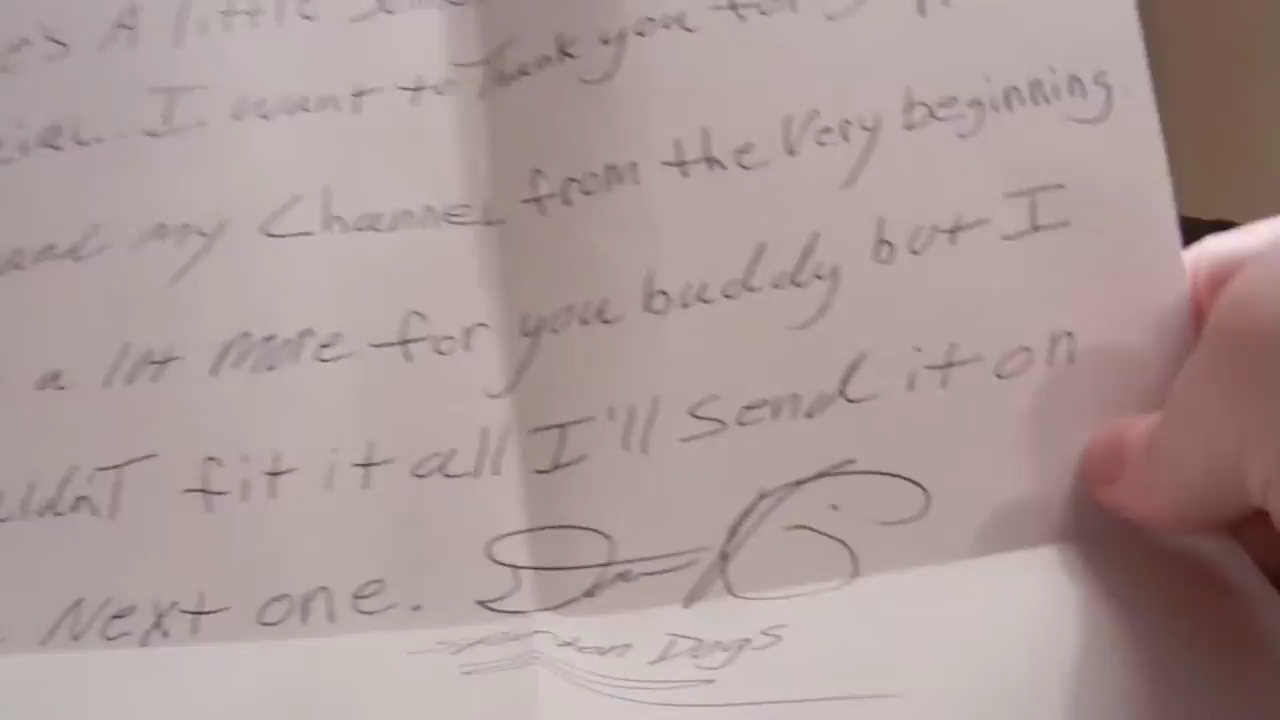 A little
I want to Thank you for
my Channel from the Very beginning
a lot more for you buddy but I
fit it all I'll Send it on
Next one.
Dogs